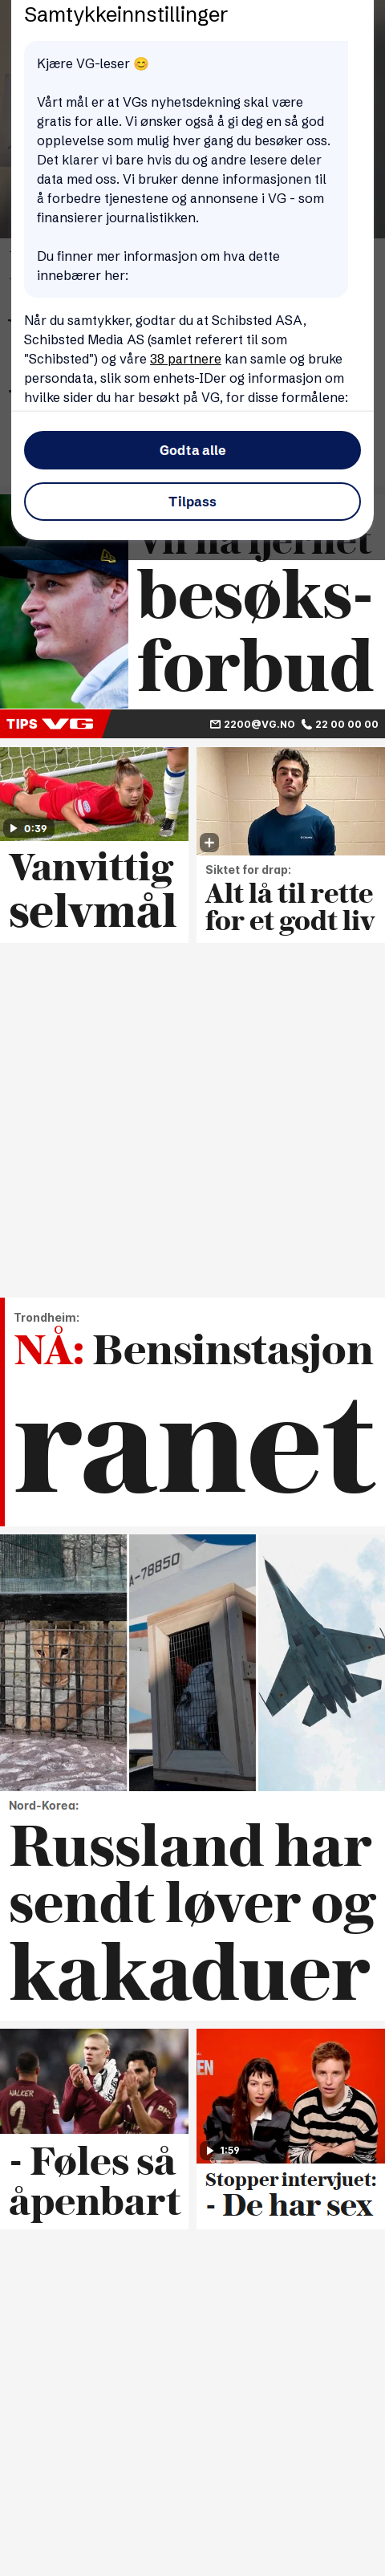 Samtykkeinnstillinger
Kjære VG-leser 😊
Vårt mål er at VGs nyhetsdekning skal være
gratis for alle. Vi ønsker også å gi deg en så god
opplevelse som mulig hver gang du besøker oss.
Det klarer vi bare hvis du og andre lesere deler
data med oss. Vi bruker denne informasjonen til
å forbedre tjenestene og annonsene i VG - som
finansierer journalistikken.
Du finner mer informasjon om hva dette
innebærer her:
Når du samtykker, godtar du at Schibsted ASA,
Schibsted Media AS (samlet referert til som
"Schibsted") og våre 38 partnere kan samle og bruke
persondata, slik som enhets-IDer og informasjon om
hvilke sider du har besøkt på VG, for disse formålene:
Godta alle
Tilpass
Vil ha fjernet
besøks-
forbud
TIPS VG 2200@VG.NO 22 00 00 00
0:39
Vanvittig
selvmål
Siktet for drap:
Alt lå til rette
for et godt liv
Trondheim:
NÅ: Bensinstasjon
ranet
A-78850
Nord-Korea:
Russland har
sendt løver og
kakaduer
WALKER
2
- Føles så
åpenbart
EN
1:59
Stopper intervjuet:
- De har sex